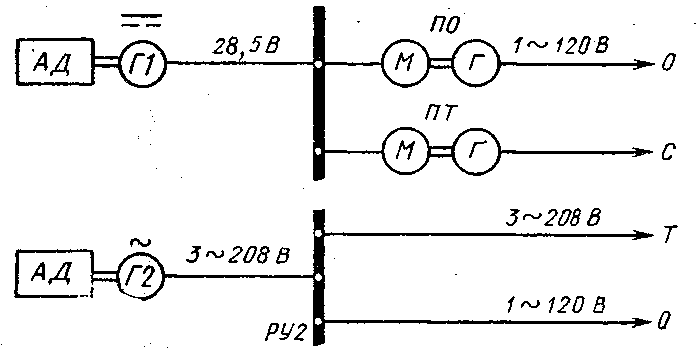 ПО
АД Г1 28,5 В М Г 1~120 В О
ПТ
М Г С
~ 3~208 В Т
АД Г2 3~208 В
РУ2 1~120 В О